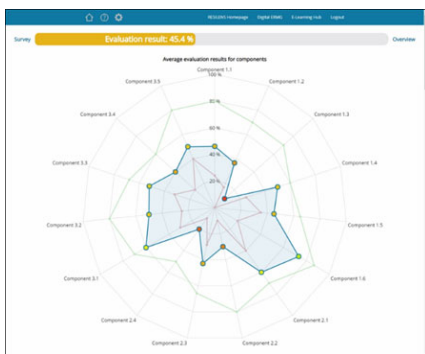 RESILENS Homepage Digital ERMG E-Learning Hub Logout
Survey Evaluation result: 45.4 % Overview
Average evaluation results for components
Component 1.1
100 %
Component 3.5 Component 1.2
80 %
Component 3.4 Component 1.3
60 %
40 %
Component 3.3 Component 1.4
20 %
Component 3.2 Component 1.5
Component 3.1 Component 1.6
Component 2.4 Component 2.1
Component 2.3 Component 2.2